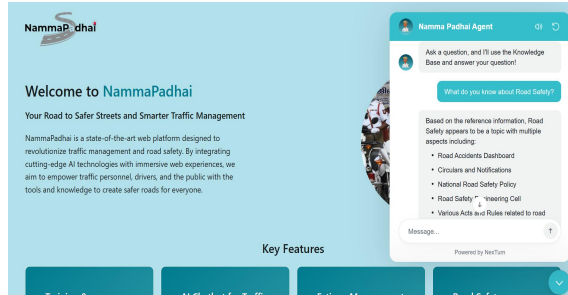 NammaPadhai
Welcome to NammaPadhai
Your Road to Safer Streets and Smarter Traffic Management
NammaPadhai is a state-of-the-art web platform designed to
revolutionize traffic management and road safety. By integrating
cutting-edge AI technologies with immersive web experiences, we
aim to empower traffic personnel, drivers, and the public with the
tools and knowledge to create safer roads for everyone.
Key Features
Namma Padhai Agent
Ask a question, and I'll use the Knowledge
Base and answer your question!
What do you know about Road Safety?
Based on the reference information, Road
Safety appears to be a topic with multiple
aspects including:
• Road Accidents Dashboard
• Circulars and Notifications
• National Road Safety Policy
• Road Safety Engineering Cell
• Various Acts and Rules related to road
Message...
Powered by NexTum